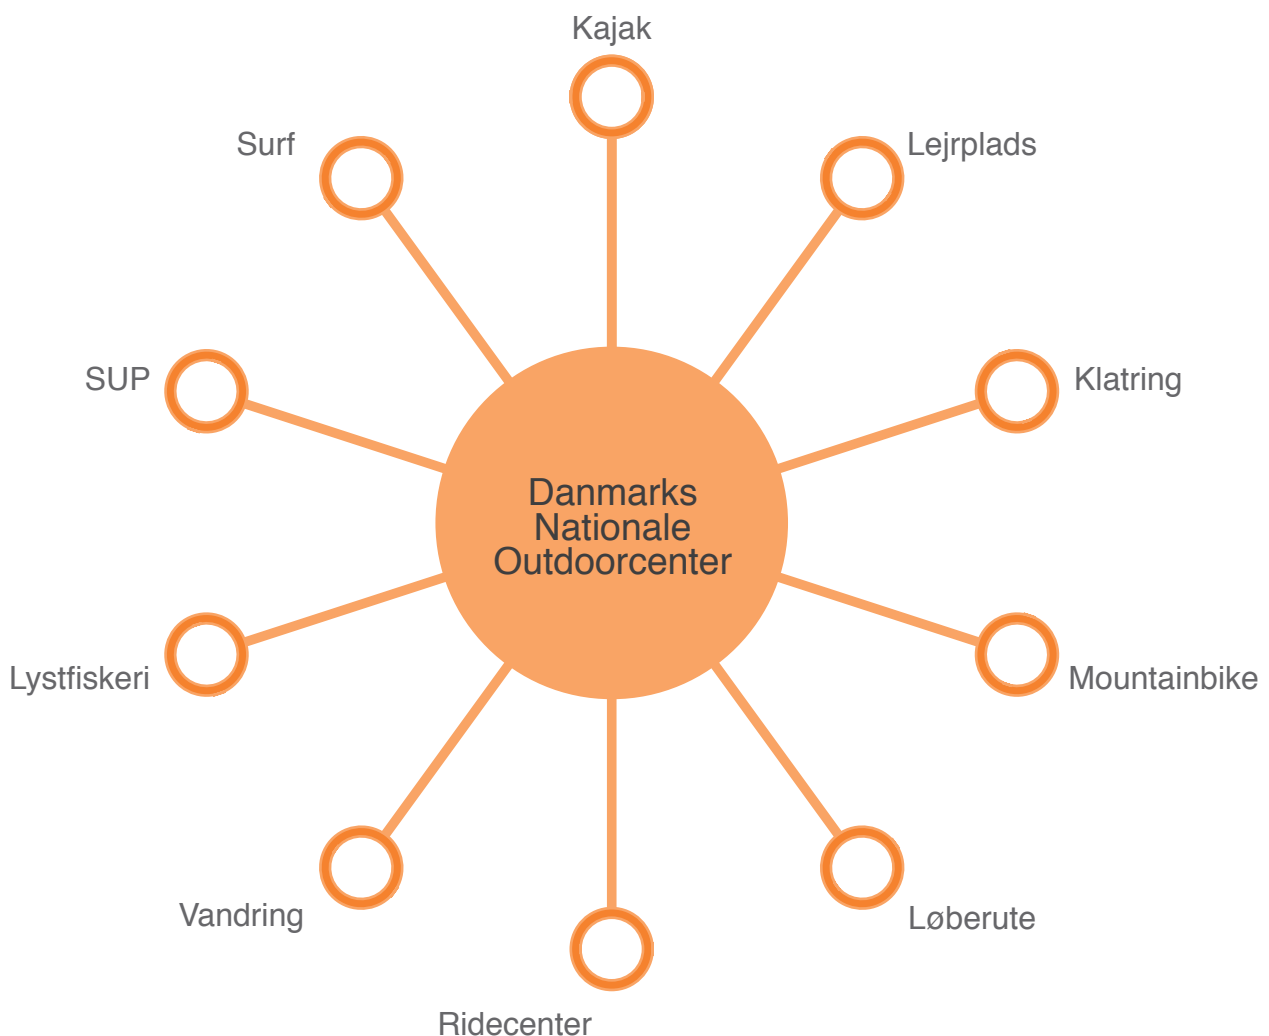 Kajak
Surf
Lejrplads
SUP
Klatring
Danmarks
Nationale
Outdoorcenter
Lystfiskeri
Mountainbike
Vandring
Løberute
Ridecenter